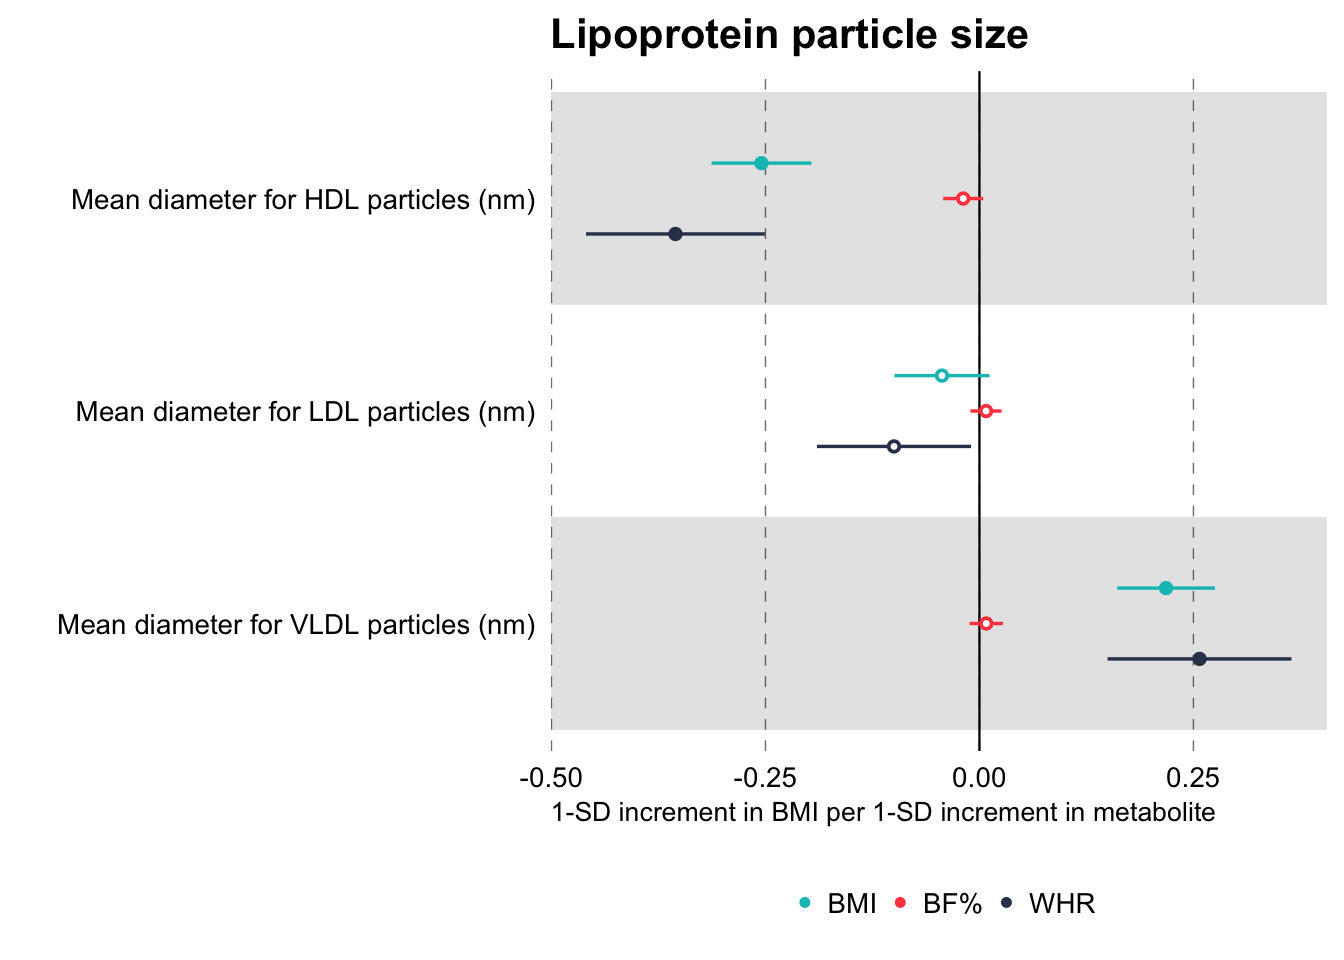 Lipoprotein particle size
Mean diameter for HDL particles (nm)
Mean diameter for LDL particles (nm)
Mean diameter for VLDL particles (nm)
-0.50 -0.25 0.00 0.25
1-SD increment in BMI per 1-SD increment in metabolite
BMI BF% WHR